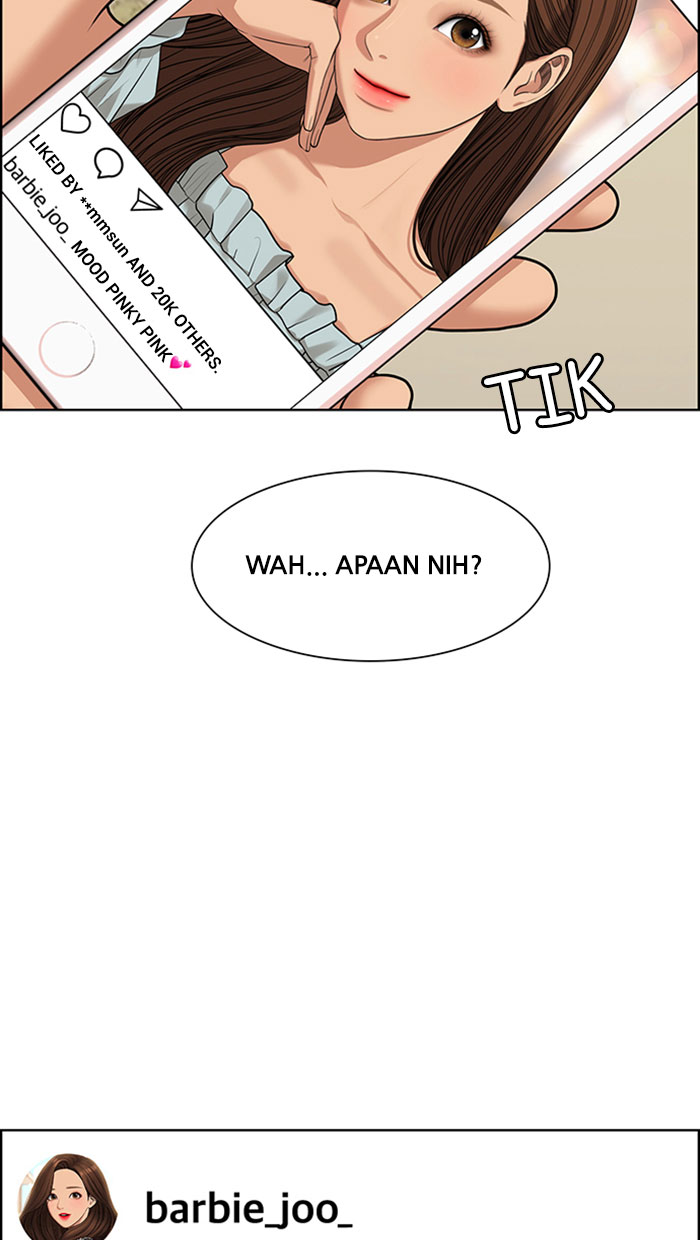 LIKED BY **mmsun AND 20K OTHERS.
barbie_joo_ MOOD PINKY PINK💕
TIK
WAH... APAAN NIH?
barbie_joo_